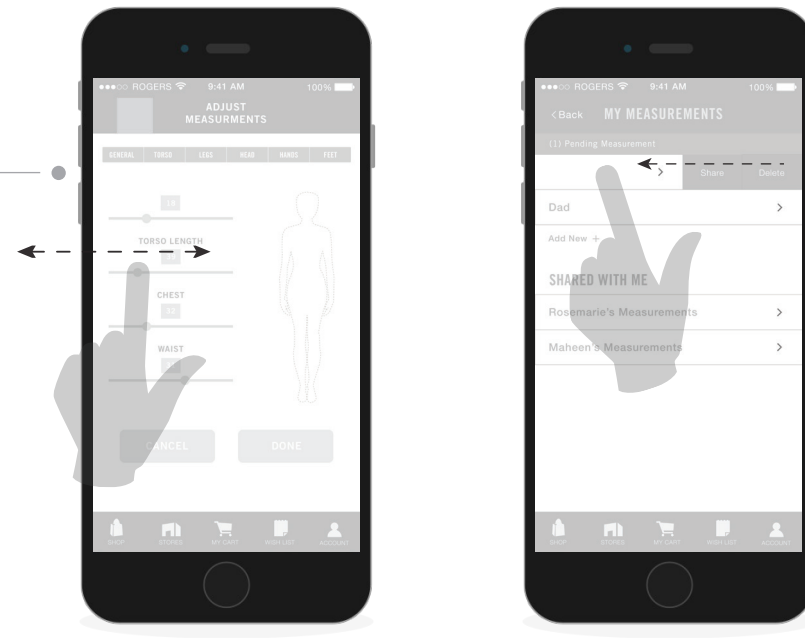 ROGERS 9:41 AM 100%
ADJUST
MEASURMENTS
GENERAL TORSO LEGS HEAD HANDS FEET
TORSO LENGTH
CHEST
WAIST
CANCEL DONE
SHOP STORES MY CART WISH LIST ACCOUNT
ROGERS 9:41 AM 100%
<Back MY MEASUREMENTS
(1) Pending Measurement
> Share Delete
Dad >
Add New +
SHARED WITH ME
Rosemarie's Measurements >
Maheen's Measurements >
SHOP STORES MY CART WISH LIST ACCOUNT